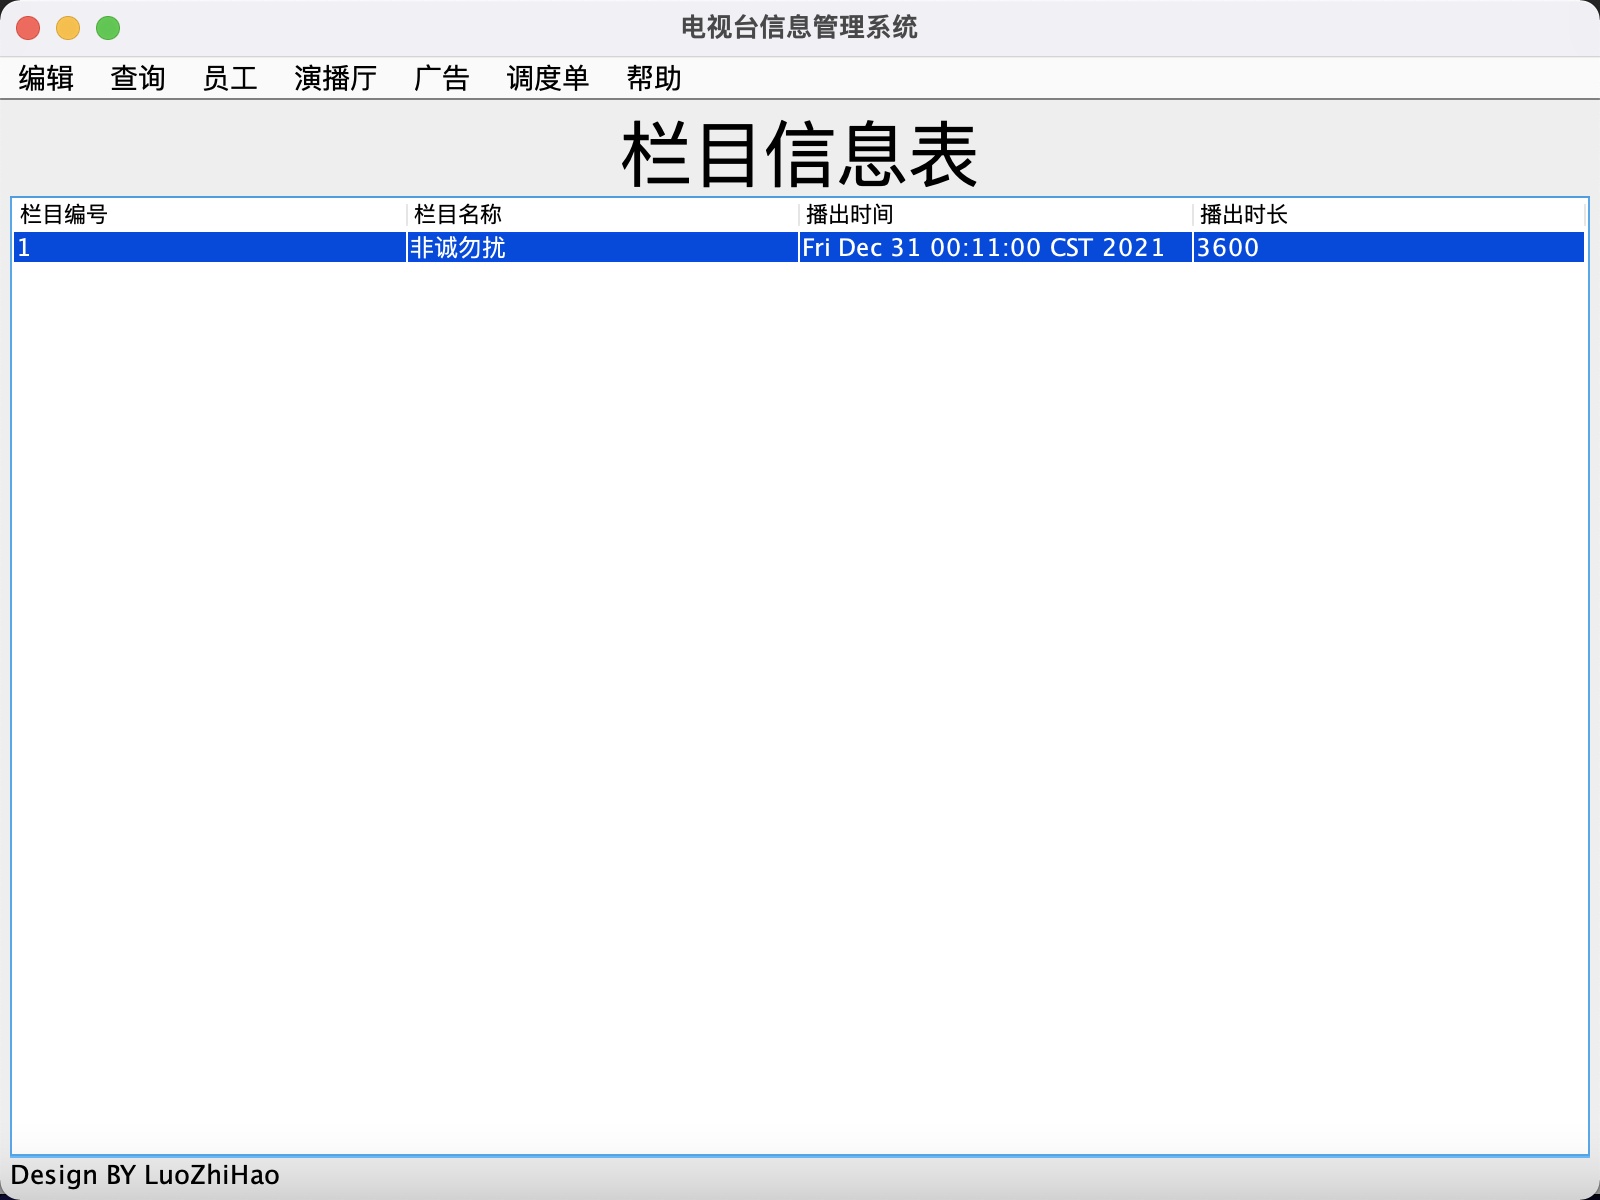 电视台信息管理系统
编辑 查询 员工 演播厅 广告 调度单 帮助
栏目信息表
栏目编号 栏目名称 播出时间 播出时长
1 非诚勿扰 Fri Dec 31 00:11:00 CST 2021 3600
Design BY LuoZhiHao